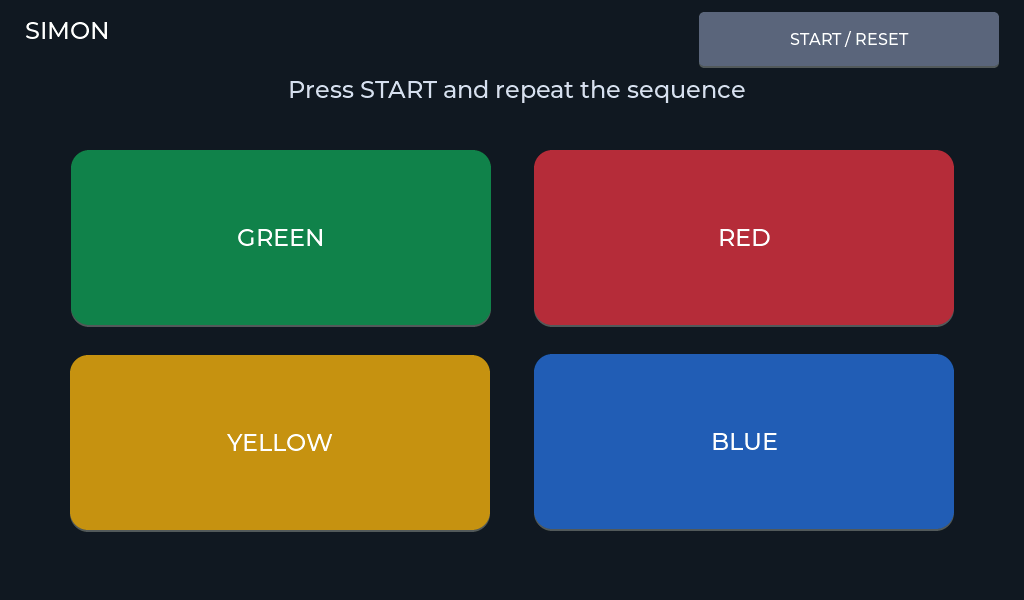 SIMON
START / RESET
Press START and repeat the sequence
GREEN
RED
YELLOW
BLUE